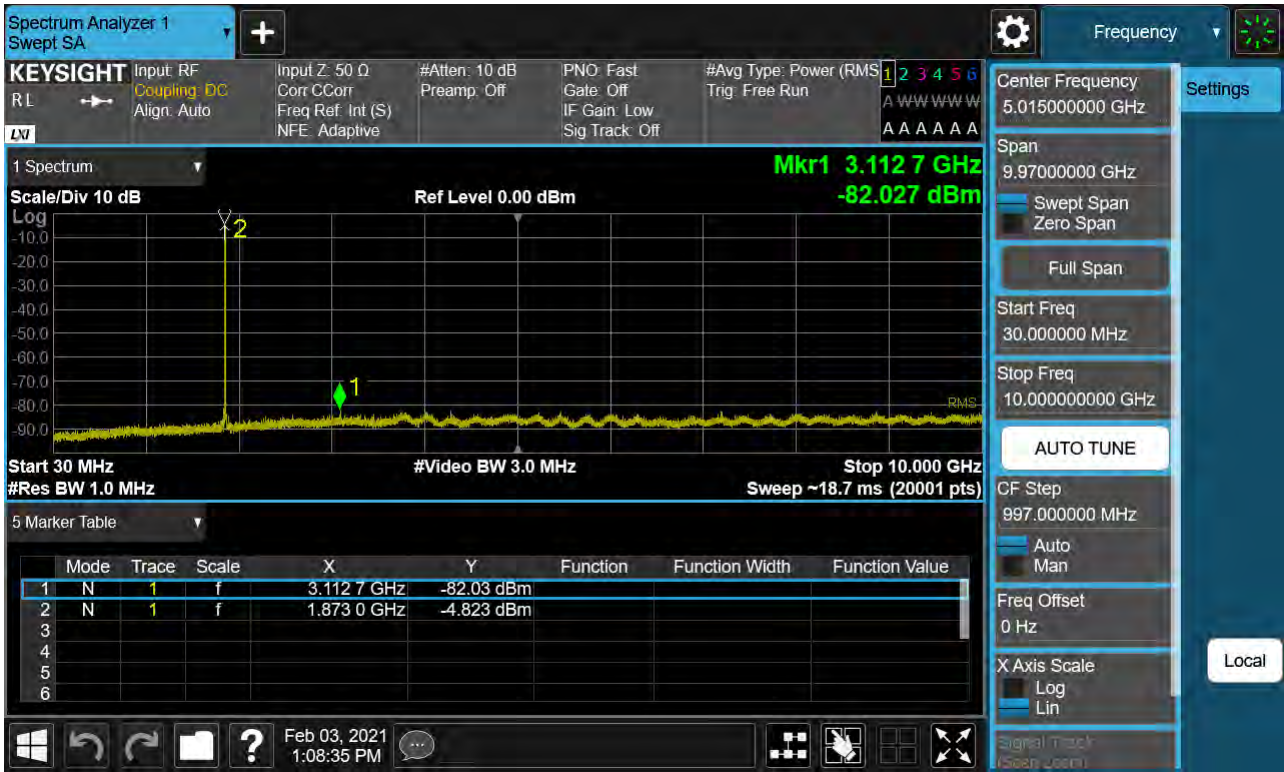 Spectrum Analyzer 1
Swept SA
+
Frequency
KEYSIGHT
RL
LXI
Input: RF
Coupling: DC
Align: Auto
Input Z: 50 Ω
Corr CCorr
Freq Ref: Int (S)
NFE: Adaptive
#Atten: 10 dB
Preamp: Off
PNO: Fast
Gate: Off
IF Gain: Low
Sig Track: Off
#Avg Type: Power (RMS
Trig: Free Run
1 2 3 4 5 6
A W W W W W
A A A A A A
1 Spectrum
Mkr1 3.112 7 GHz
-82.027 dBm
Scale/Div 10 dB
Ref Level 0.00 dBm
Log
-10.0
-20.0
-30.0
-40.0
-50.0
-60.0
-70.0
-80.0
-90.0
2
1
RMS
Start 30 MHz
#Video BW 3.0 MHz
Stop 10.000 GHz
#Res BW 1.0 MHz
Sweep ~18.7 ms (20001 pts)
5 Marker Table
Mode Trace Scale X Y Function Function Width Function Value
1 N 1 f 3.112 7 GHz -82.03 dBm
2 N 1 f 1.873 0 GHz -4.823 dBm
3
4
5
6
?
Feb 03, 2021
1:08:35 PM
Center Frequency
5.015000000 GHz
Span
9.97000000 GHz
Swept Span
Zero Span
Full Span
Start Freq
30.000000 MHz
Stop Freq
10.000000000 GHz
AUTO TUNE
CF Step
997.000000 MHz
Auto
Man
Freq Offset
0 Hz
X Axis Scale
Log
Lin
Signal Track
(Span Zoom)
Settings
Local